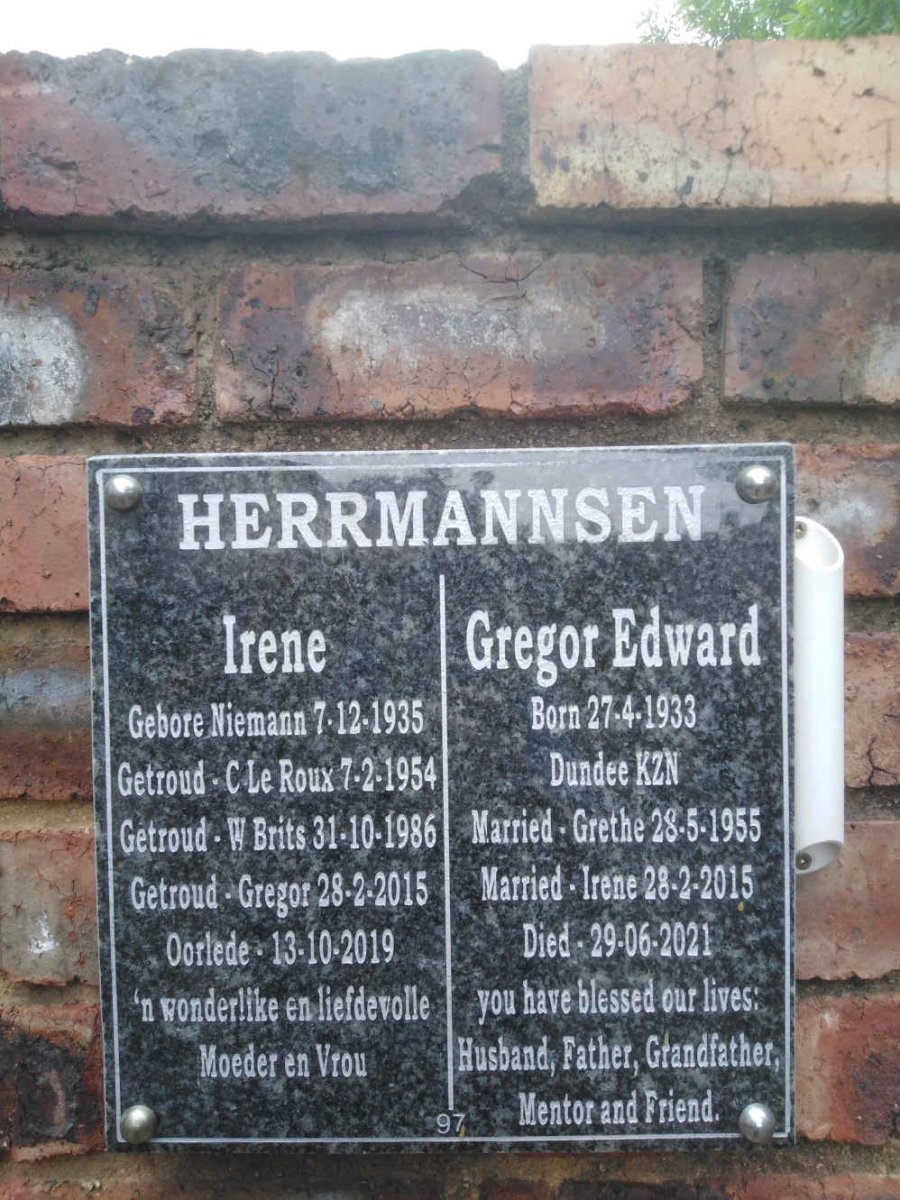 HERRMANNSEN
Irene
Gebore Niemann 7-12-1935
Getroud - C Le Roux 7-2-1954
Getroud - W Brits 31-10-1986
Getroud - Gregor 28-2-2015
Oorlede - 13-10-2019
'n wonderlike en liefdevolle
Moeder en Vrou
Gregor Edward
Born 27-4-1933
Dundee KZN
Married - Grethe 28-5-1955
Married - Irene 28-2-2015
Died - 29-06-2021
you have blessed our lives:
Husband, Father, Grandfather,
Mentor and Friend.
97